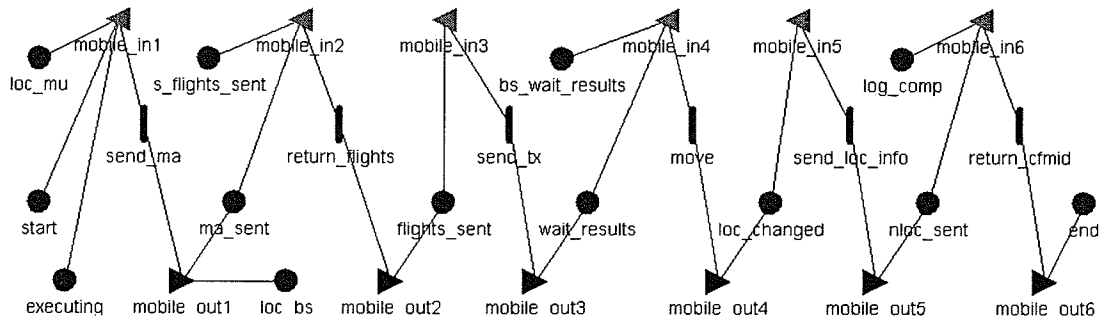 mobile_in1
mobile_in2
mobile_in3
mobile_in4
mobile_in5
mobile_in6
loc_mu
s_flights_sent
bs_wait_results
log_comp
send_ma
return_flights
send_tx
move
send_loc_info
return_cfmid
start
ma_sent
flights_sent
wait_results
loc_changed
nloc_sent
end
executing
mobile_out1
loc_bs
mobile_out2
mobile_out3
mobile_out4
mobile_out5
mobile_out6